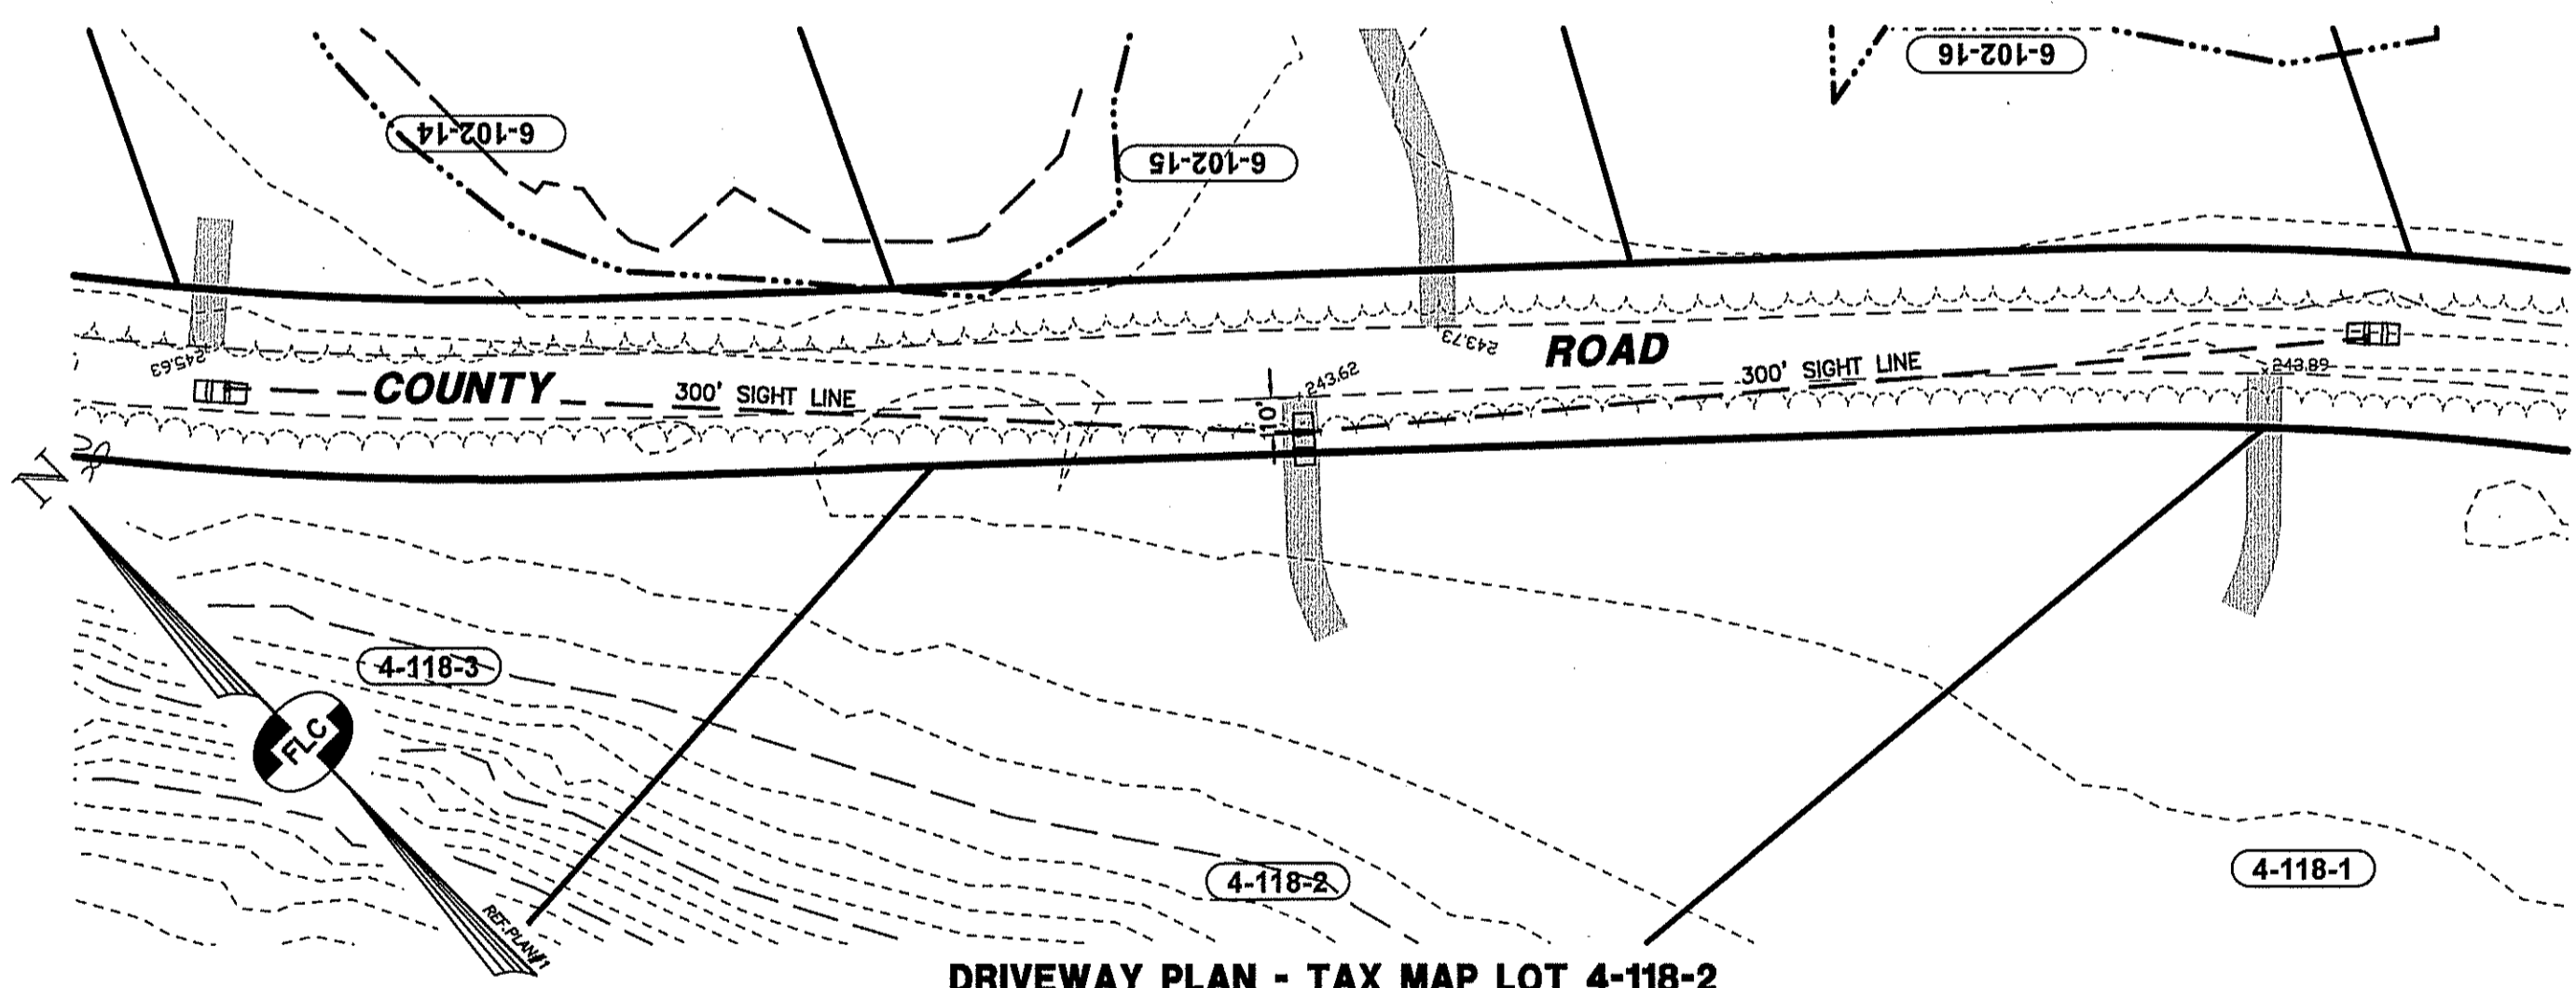 6-102-16
6-102-14
6-102-15
245.63
243.73
ROAD
COUNTY
300' SIGHT LINE
300' SIGHT LINE
243.62
243.89
10'
N
4-118-3
FLC
4-118-2
4-118-1
REF.PLAN#1
DRIVEWAY PLAN - TAX MAP LOT 4-118-2